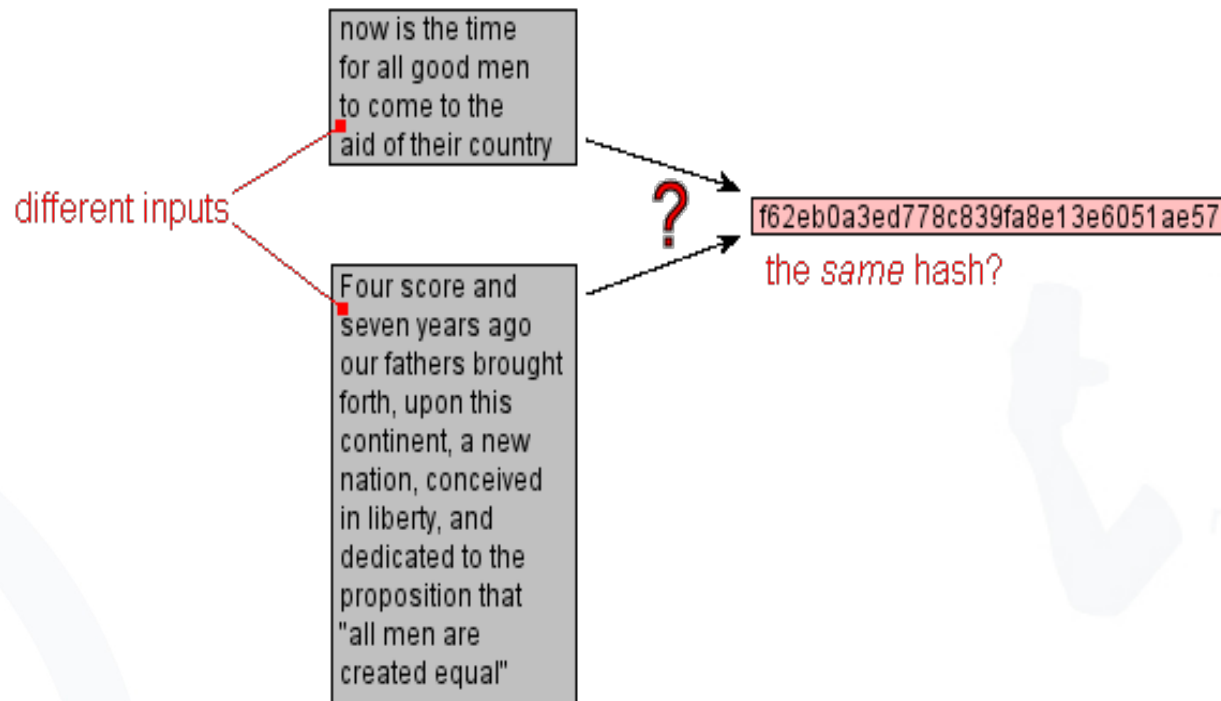 now is the time
for all good men
to come to the
aid of their country
different inputs
?
f62eb0a3ed778c839fa8e13e6051ae57
the same hash?
Four score and
seven years ago
our fathers brought
forth, upon this
continent, a new
nation, conceived
in liberty, and
dedicated to the
proposition that
"all men are
created equal"